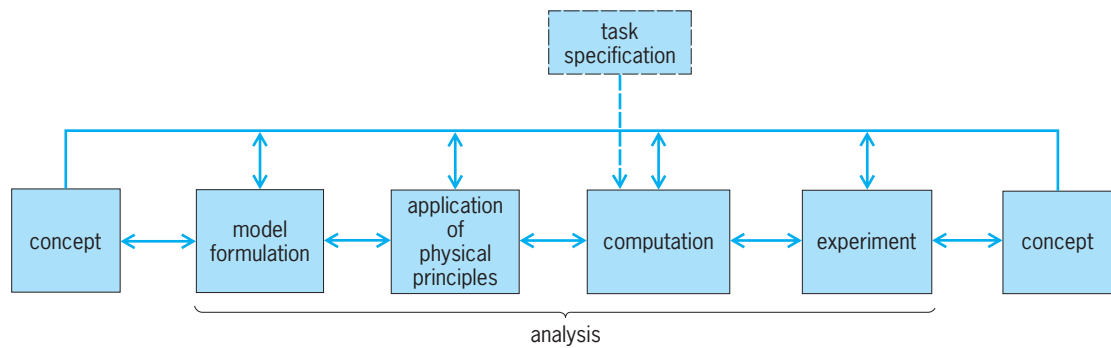 task
specification
concept
model
formulation
application
of
physical
principles
computation
experiment
concept
analysis